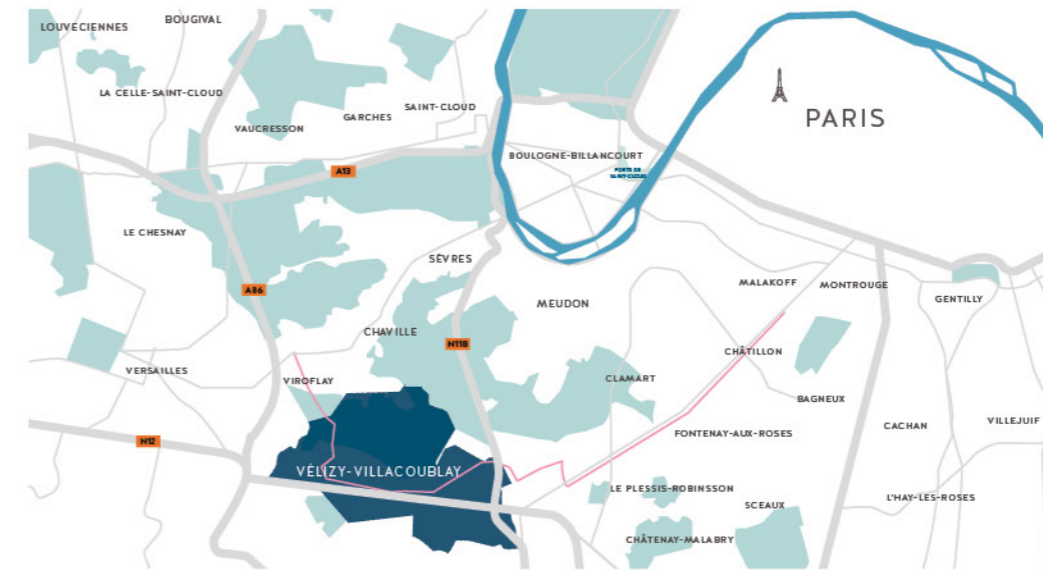 BOUGIVAL
LOUVECIENNES
LA CELLE-SAINT-CLOUD
SAINT-CLOUD
GARCHES
VAUCRESSON
PARIS
BOULOGNE-BILLANCOURT
A13
PORTE DE
SAINT-CLOUD
LE CHESNAY
SÈVRES
A86
MALAKOFF
MONTROUGE
GENTILLY
MEUDON
CHAVILLE
N118
CHÂTILLON
VERSAILLES
VIROFLAY
CLAMART
BAGNEUX
CACHAN
VILLEJUIF
FONTENAY-AUX-ROSES
N12
VÉLIZY-VILLACOUBLAY
LE PLESSIS-ROBINSSON
L'HAY-LES-ROSES
SCEAUX
CHÂTENAY-MALABRY